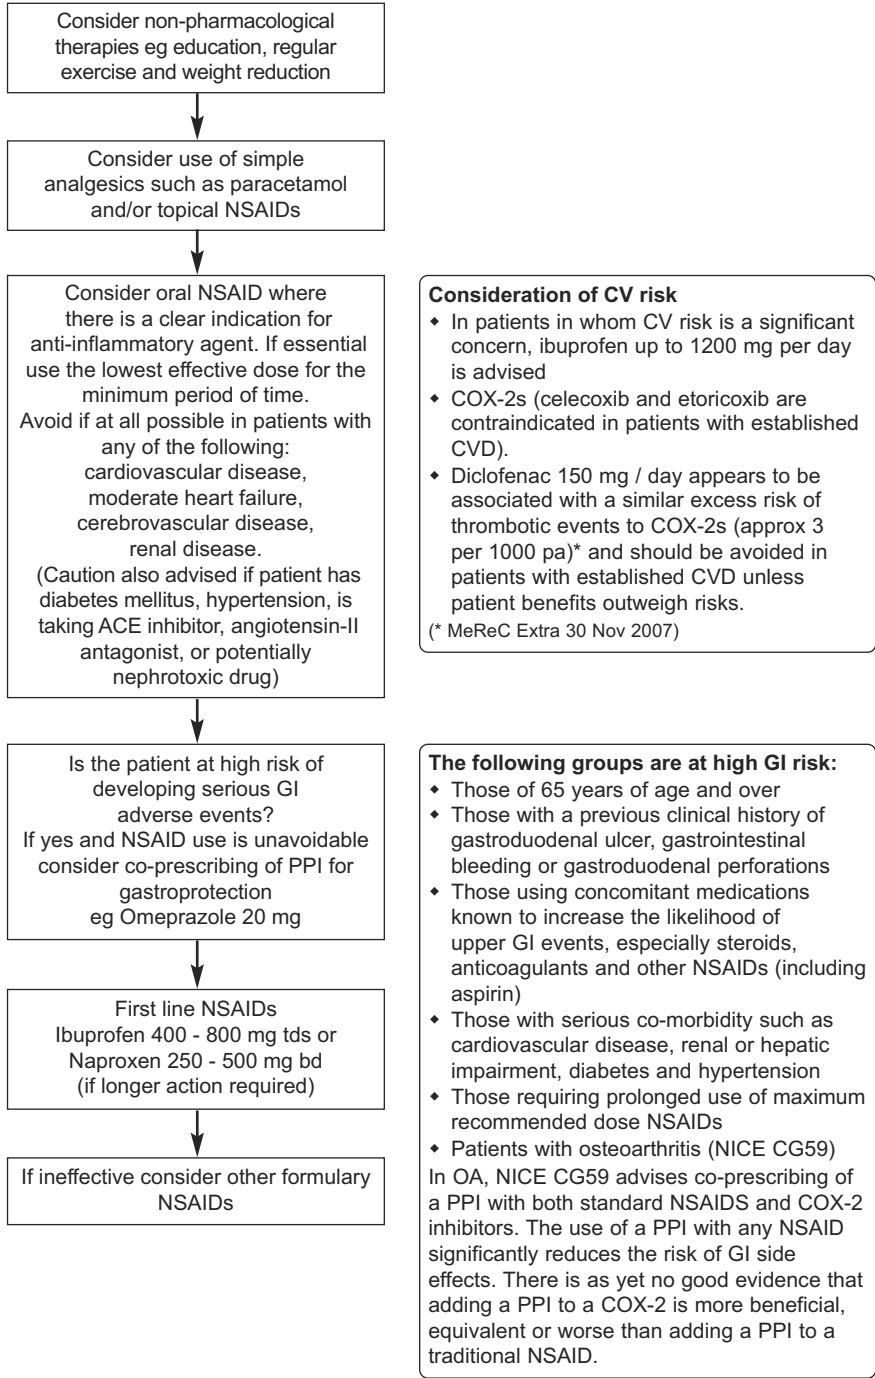 Consider non-pharmacological
therapies eg education, regular
exercise and weight reduction
Consider use of simple
analgesics such as paracetamol
and/or topical NSAIDs
Consider oral NSAID where
there is a clear indication for
anti-inflammatory agent. If essential
use the lowest effective dose for the
minimum period of time.
Avoid if at all possible in patients with
any of the following:
cardiovascular disease,
moderate heart failure,
cerebrovascular disease,
renal disease.
(Caution also advised if patient has
diabetes mellitus, hypertension, is
taking ACE inhibitor, angiotensin-II
antagonist, or potentially
nephrotoxic drug)
Consideration of CV risk
◆ In patients in whom CV risk is a significant
concern, ibuprofen up to 1200 mg per day
is advised
◆ COX-2s (celecoxib and etoricoxib are
contraindicated in patients with established
CVD).
◆ Diclofenac 150 mg / day appears to be
associated with a similar excess risk of
thrombotic events to COX-2s (approx 3
per 1000 pa)* and should be avoided in
patients with established CVD unless
patient benefits outweigh risks.
(* MeReC Extra 30 Nov 2007)
Is the patient at high risk of
developing serious GI
adverse events?
If yes and NSAID use is unavoidable
consider co-prescribing of PPI for
gastroprotection
eg Omeprazole 20 mg
First line NSAIDs
Ibuprofen 400 - 800 mg tds or
Naproxen 250 - 500 mg bd
(if longer action required)
If ineffective consider other formulary
NSAIDs
The following groups are at high GI risk:
◆ Those of 65 years of age and over
◆ Those with a previous clinical history of
gastroduodenal ulcer, gastrointestinal
bleeding or gastroduodenal perforations
◆ Those using concomitant medications
known to increase the likelihood of
upper GI events, especially steroids,
anticoagulants and other NSAIDs (including
aspirin)
◆ Those with serious co-morbidity such as
cardiovascular disease, renal or hepatic
impairment, diabetes and hypertension
◆ Those requiring prolonged use of maximum
recommended dose NSAIDs
◆ Patients with osteoarthritis (NICE CG59)
In OA, NICE CG59 advises co-prescribing of
a PPI with both standard NSAIDS and COX-2
inhibitors. The use of a PPI with any NSAID
significantly reduces the risk of GI side
effects. There is as yet no good evidence that
adding a PPI to a COX-2 is more beneficial,
equivalent or worse than adding a PPI to a
traditional NSAID.